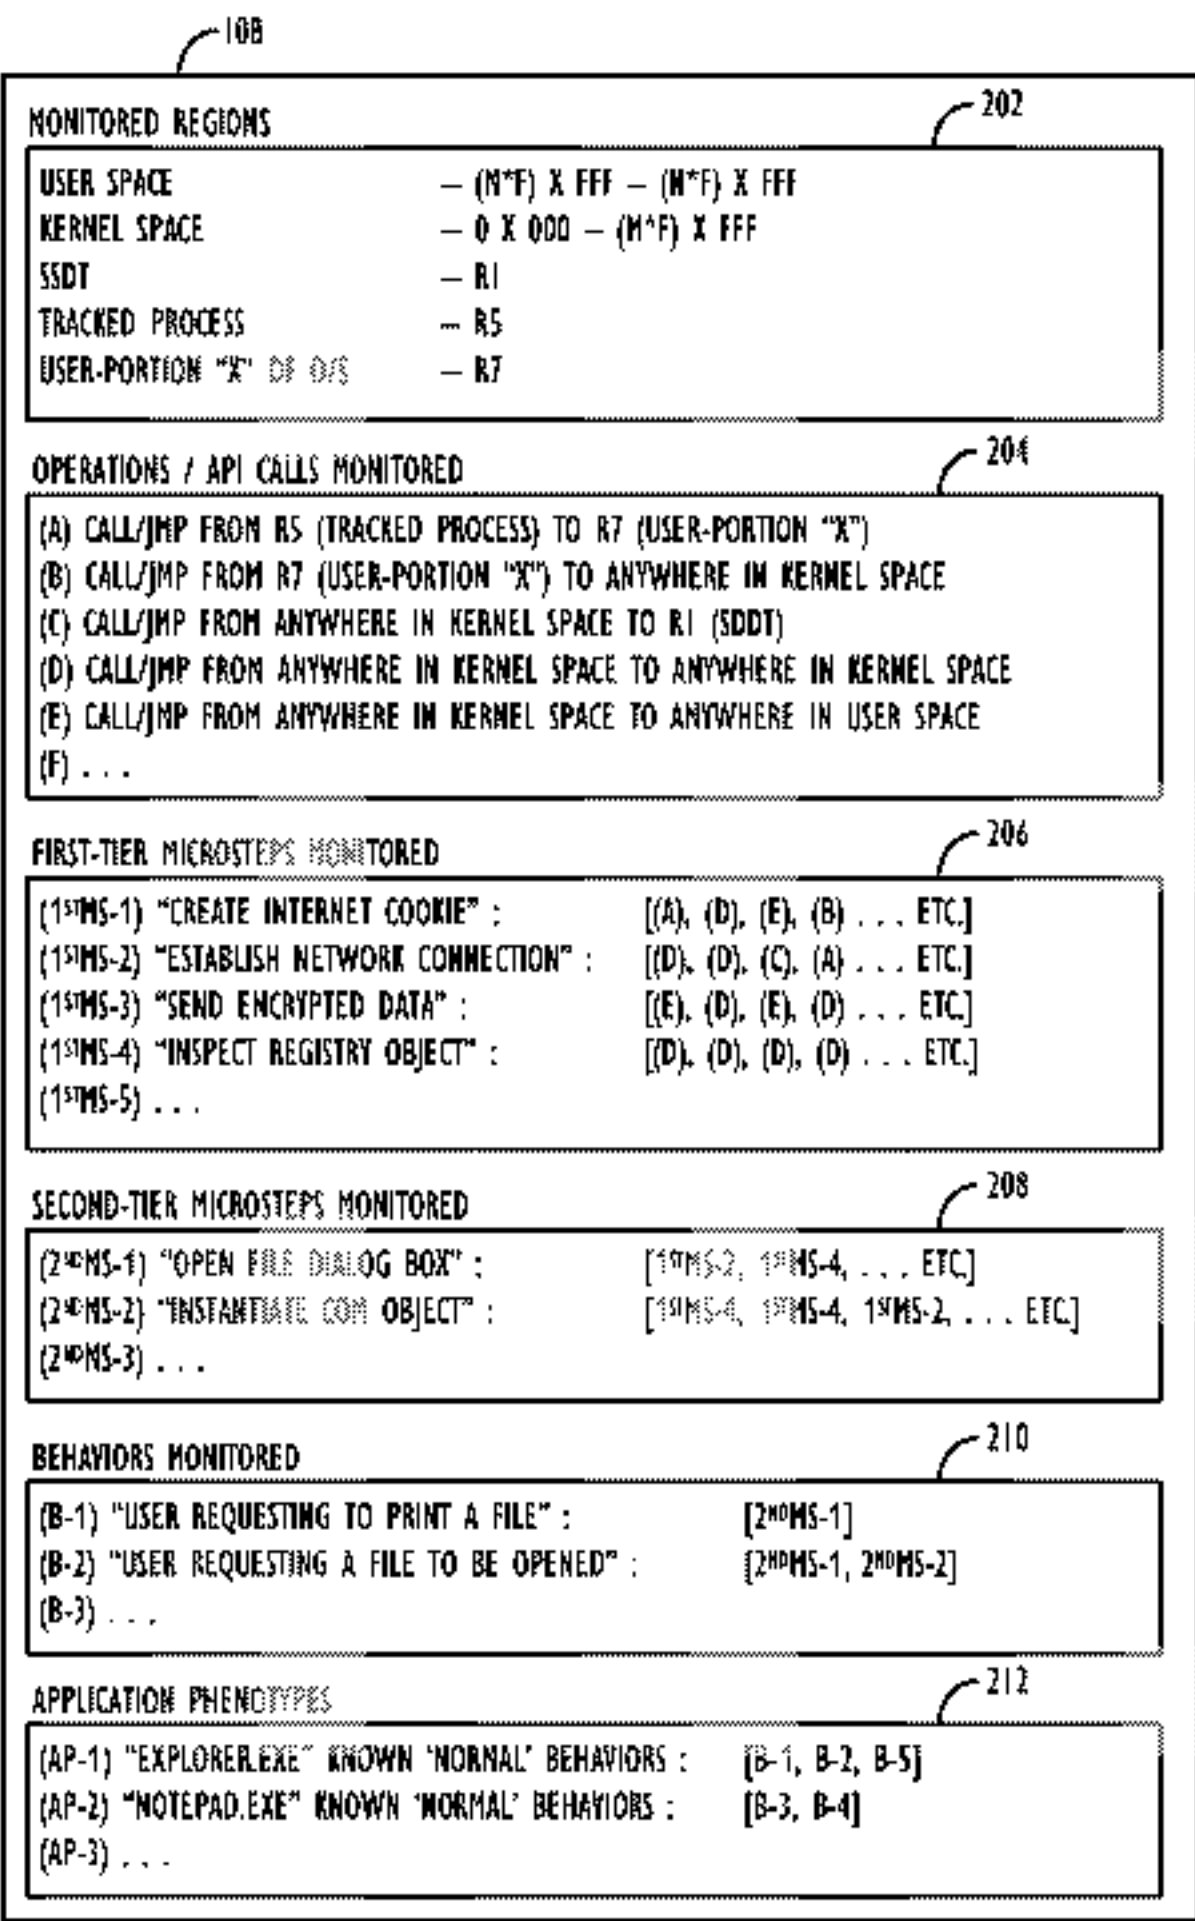 108
MONITORED REGIONS
202
USER SPACE — (N*F) X FFF — (N*F) X FFF
KERNEL SPACE — 0 X 000 — (M*F) X FFF
SSDT — R1
TRACKED PROCESS — R5
USER-PORTION "X" OF O/S — R7
OPERATIONS / API CALLS MONITORED
204
(A) CALL/JMP FROM R5 (TRACKED PROCESS) TO R7 (USER-PORTION "X")
(B) CALL/JMP FROM R7 (USER-PORTION "X") TO ANYWHERE IN KERNEL SPACE
(C) CALL/JMP FROM ANYWHERE IN KERNEL SPACE TO R1 (SDDT)
(D) CALL/JMP FROM ANYWHERE IN KERNEL SPACE TO ANYWHERE IN KERNEL SPACE
(E) CALL/JMP FROM ANYWHERE IN KERNEL SPACE TO ANYWHERE IN USER SPACE
(F) . . .
FIRST-TIER MICROSTEPS MONITORED
206
(1STMS-1) "CREATE INTERNET COOKIE" : [(A), (D), (E), (B) . . . ETC.]
(1STMS-2) "ESTABLISH NETWORK CONNECTION" : [(D), (D), (C), (A) . . . ETC.]
(1STMS-3) "SEND ENCRYPTED DATA" : [(E), (D), (E), (D) . . . ETC.]
(1STMS-4) "INSPECT REGISTRY OBJECT" : [(D), (D), (D), (D) . . . ETC.]
(1STMS-5) . . .
SECOND-TIER MICROSTEPS MONITORED
208
(2NDMS-1) "OPEN FILE DIALOG BOX" : [1STMS-2, 1STMS-4, . . . ETC.]
(2NDMS-2) "INSTANTIATE COM OBJECT" : [1STMS-4, 1STMS-4, 1STMS-2, . . . ETC.]
(2NDMS-3) . . .
BEHAVIORS MONITORED
210
(B-1) "USER REQUESTING TO PRINT A FILE" : [2NDMS-1]
(B-2) "USER REQUESTING A FILE TO BE OPENED" : [2NDMS-1, 2NDMS-2]
(B-3) . . .
APPLICATION PHENOTYPES
212
(AP-1) "EXPLORER.EXE" KNOWN 'NORMAL' BEHAVIORS : [B-1, B-2, B-5]
(AP-2) "NOTEPAD.EXE" KNOWN 'NORMAL' BEHAVIORS : [B-3, B-4]
(AP-3) . . .